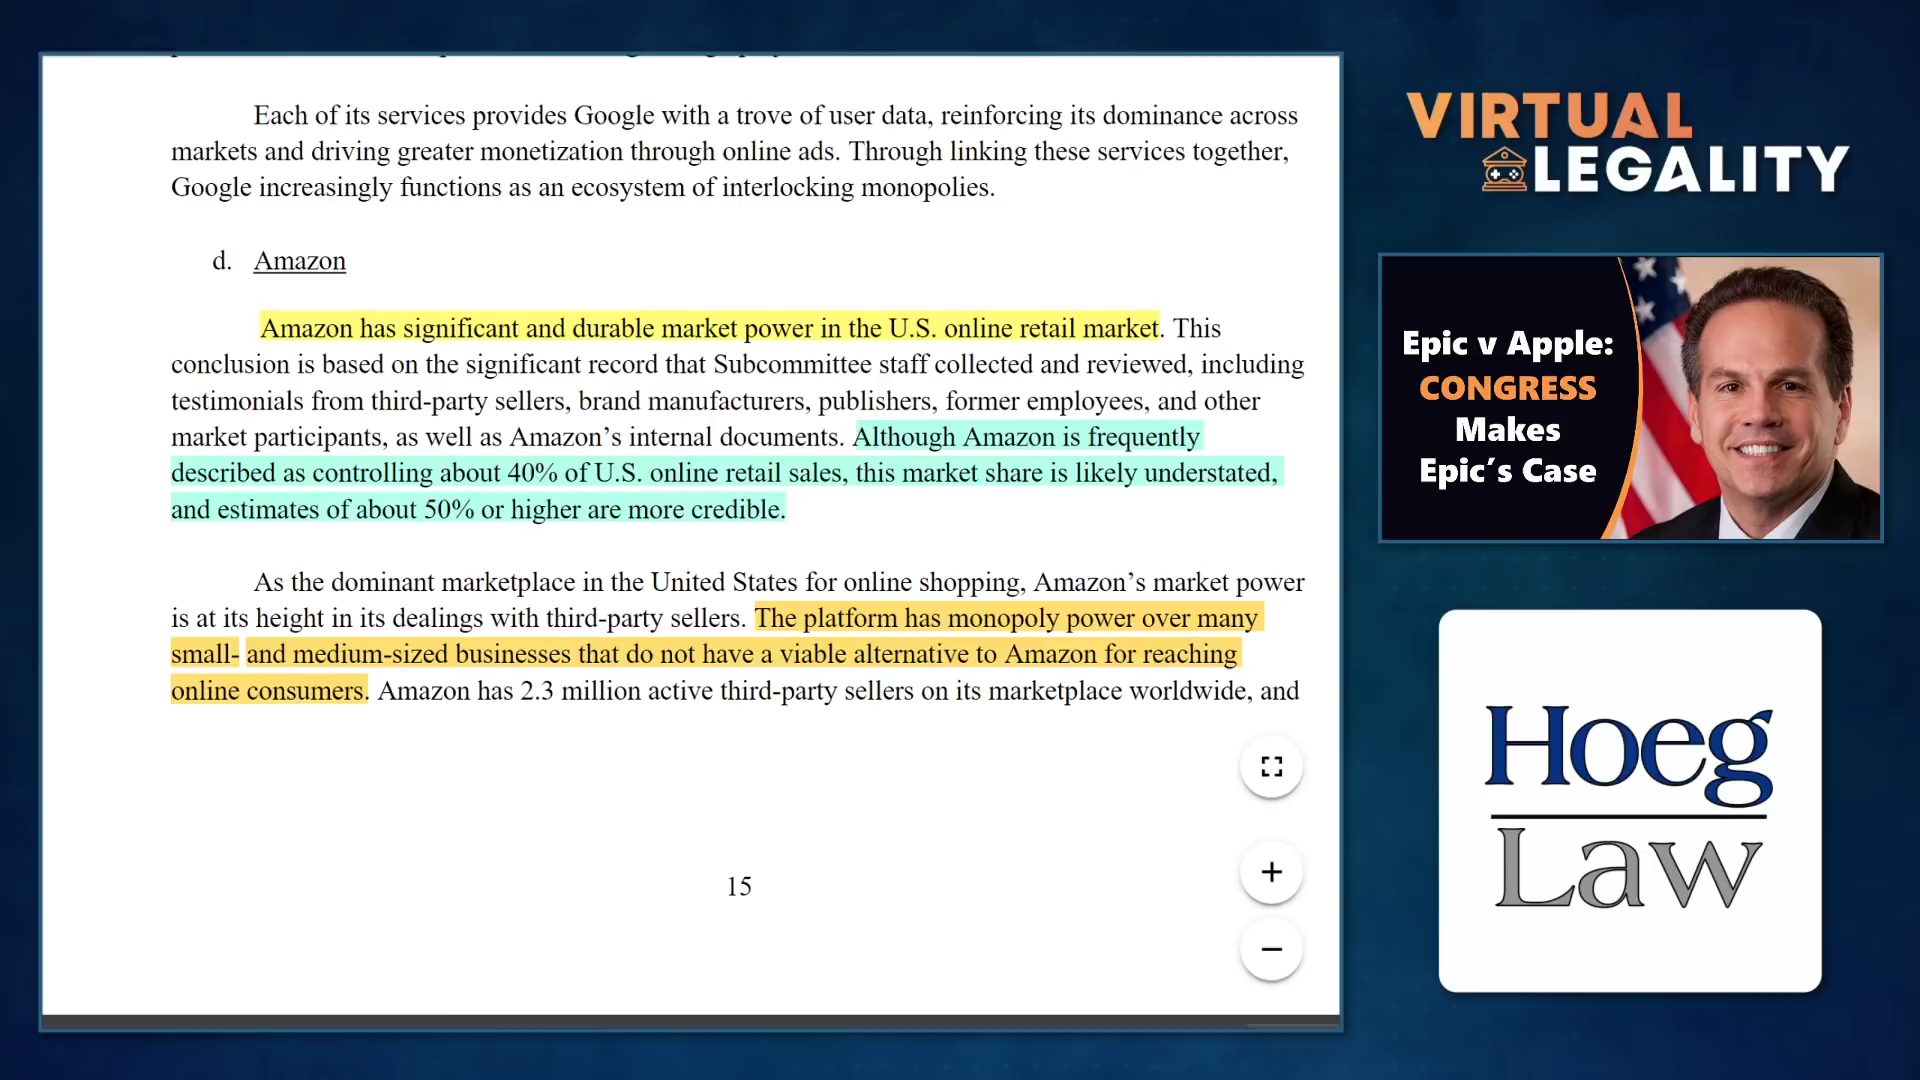 Each of its services provides Google with a trove of user data, reinforcing its dominance across
markets and driving greater monetization through online ads. Through linking these services together,
Google increasingly functions as an ecosystem of interlocking monopolies.
d. Amazon
Amazon has significant and durable market power in the U.S. online retail market. This
conclusion is based on the significant record that Subcommittee staff collected and reviewed, including
testimonials from third-party sellers, brand manufacturers, publishers, former employees, and other
market participants, as well as Amazon’s internal documents. Although Amazon is frequently
described as controlling about 40% of U.S. online retail sales, this market share is likely understated,
and estimates of about 50% or higher are more credible.
As the dominant marketplace in the United States for online shopping, Amazon’s market power
is at its height in its dealings with third-party sellers. The platform has monopoly power over many
small- and medium-sized businesses that do not have a viable alternative to Amazon for reaching
online consumers. Amazon has 2.3 million active third-party sellers on its marketplace worldwide, and
15
VIRTUAL
LEGALITY
Epic v Apple:
CONGRESS
Makes
Epic's Case
Hoeg
Law